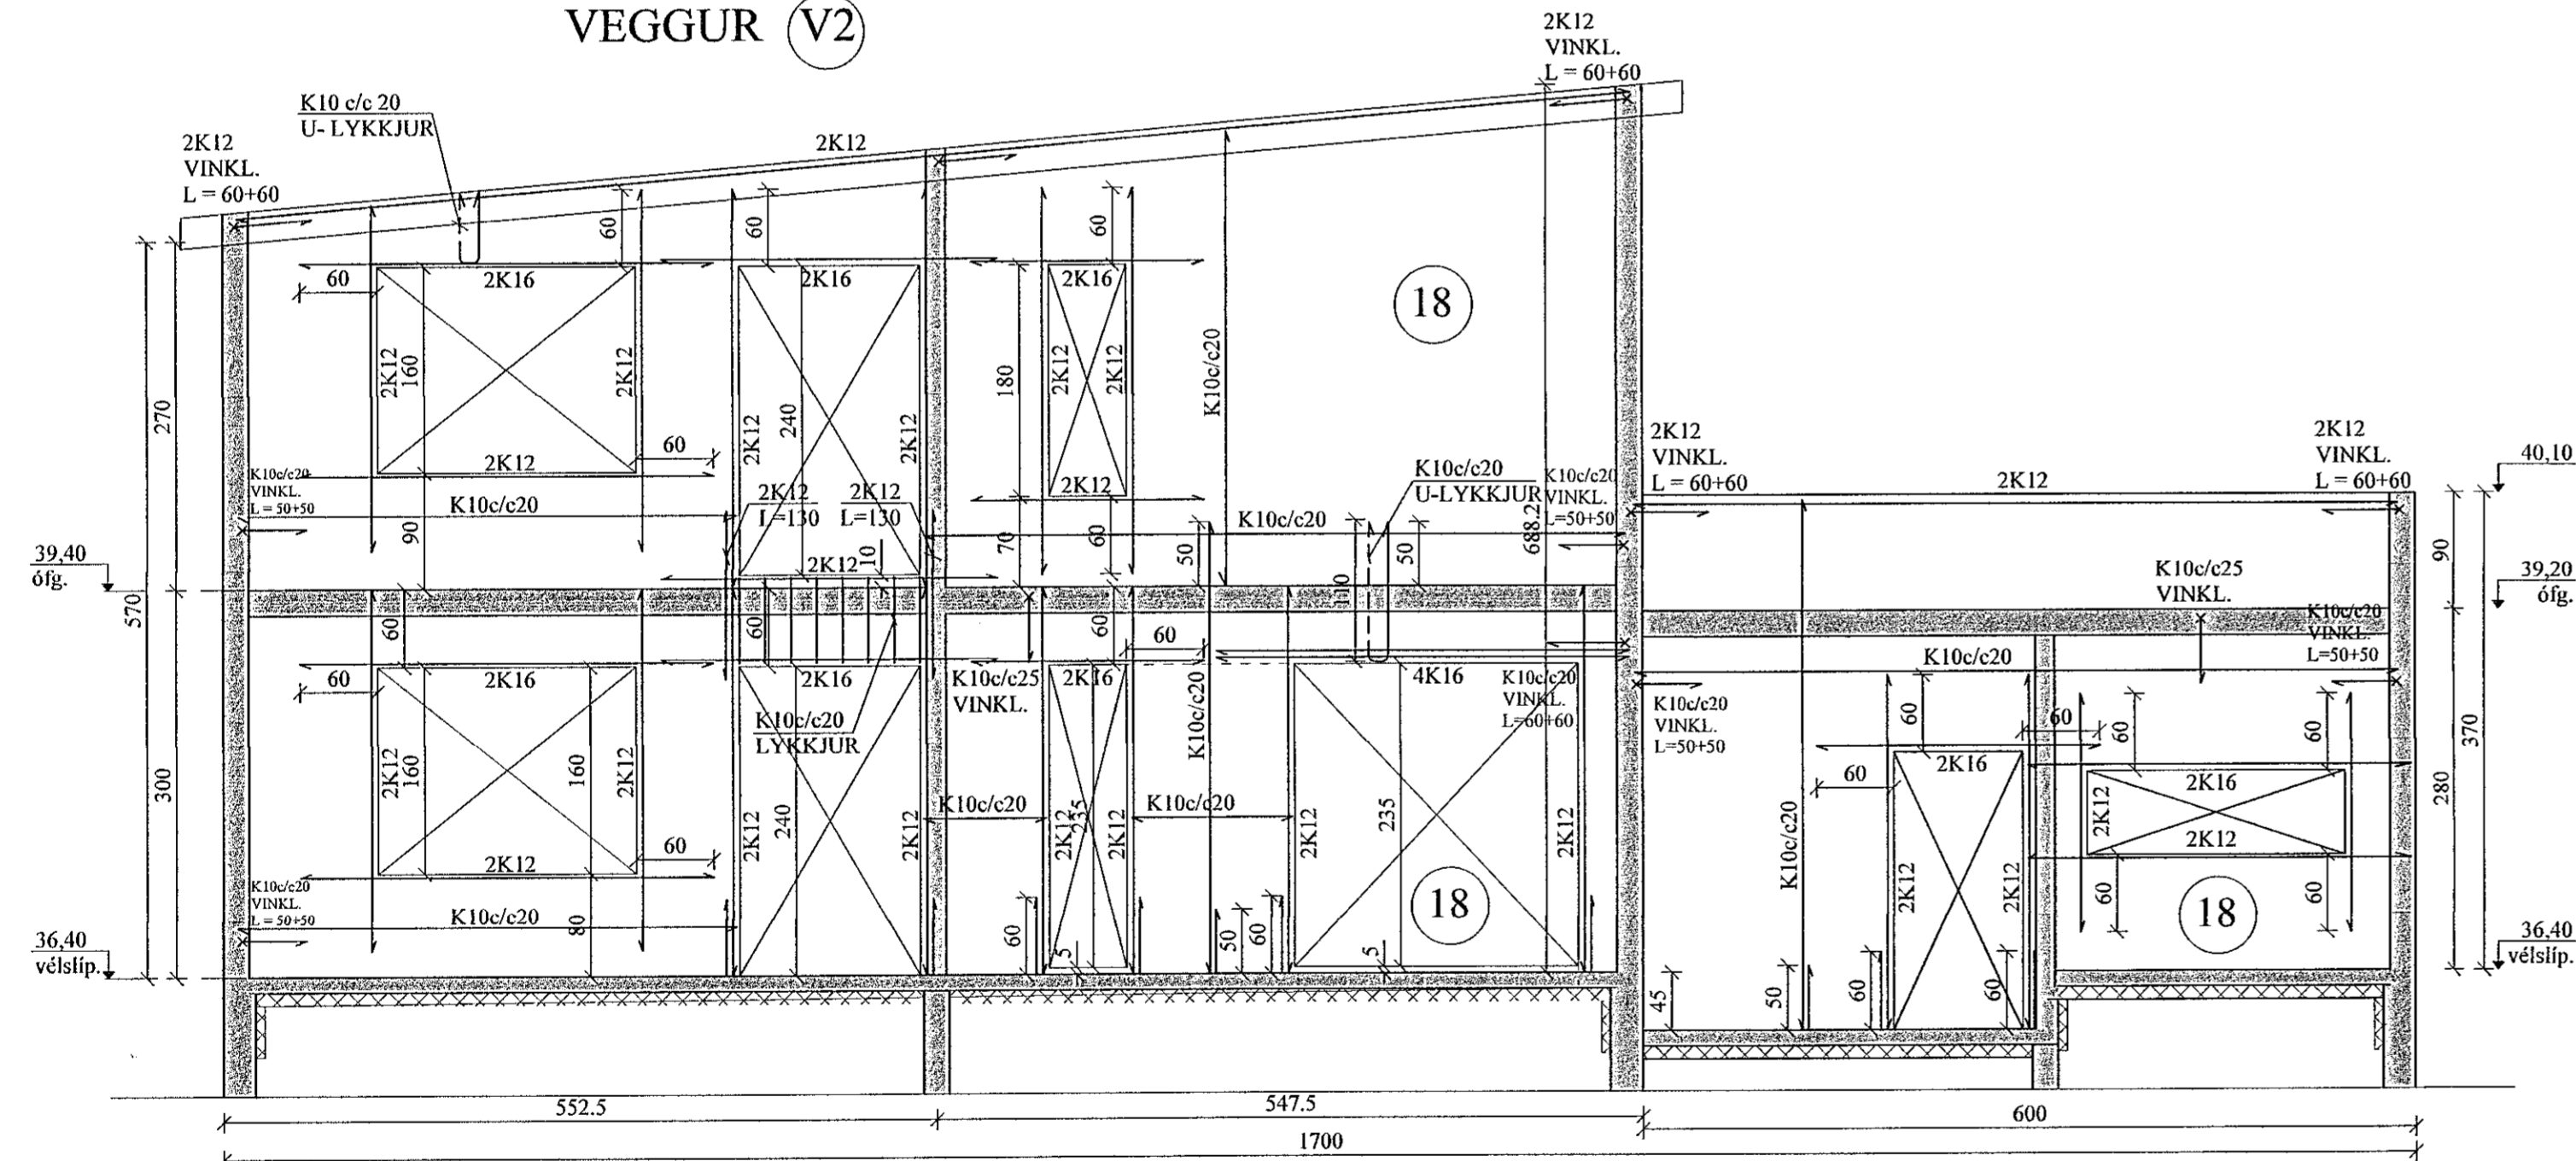 VEGGUR V2
2K12
VINKL.
L = 60+60
K10 c/c 20
U- LYKKJUR
2K12
VINKL.
L = 60+60
2K12
60
60
60
60
2K16
2K16
2K16
18
2K12
160
2K12
2K12
240
2K12
180
2K12
2K12
K10c/c20
270
60
2K12
2K12
K10c/c20
VINKL.
L = 50+50
K10c/c20
90
2K12
L=130
2K12
L=130
10
2K12
70
60
50
K10c/c20
K10c/c20
U-LYKKJUR
110
50
688.2
K10c/c20
VINKL.
L=50+50
2K12
VINKL.
L = 60+60
2K12
2K12
VINKL.
L = 60+60
40,10
90
39,20
ófg.
39,40
ófg.
570
K10c/c25
VINKL.
K10c/c20
VINKL.
L=50+50
K10c/c20
60
60
60
60
60
2K16
2K16
K10c/c25
VINKL.
2K16
K10c/c20
4K16
K10c/c20
VINKL.
L=60+60
K10c/c20
VINKL.
L=50+50
K10c/c20
LYKKJUR
60
60
60
60
370
300
2K12
160
160
2K12
2K12
240
2K12
K10c/c20
2K12
235
2K12
K10c/c20
2K12
235
2K12
K10c/c20
60
2K16
2K16
2K12
2K12
280
60
2K12
K10c/c20
VINKL.
L = 50+50
K10c/c20
80
60
5
50
60
5
18
2K12
2K12
60
60
18
36,40
vélslíp.
45
50
60
60
36,40
vélslíp.
552.5
547.5
600
1700